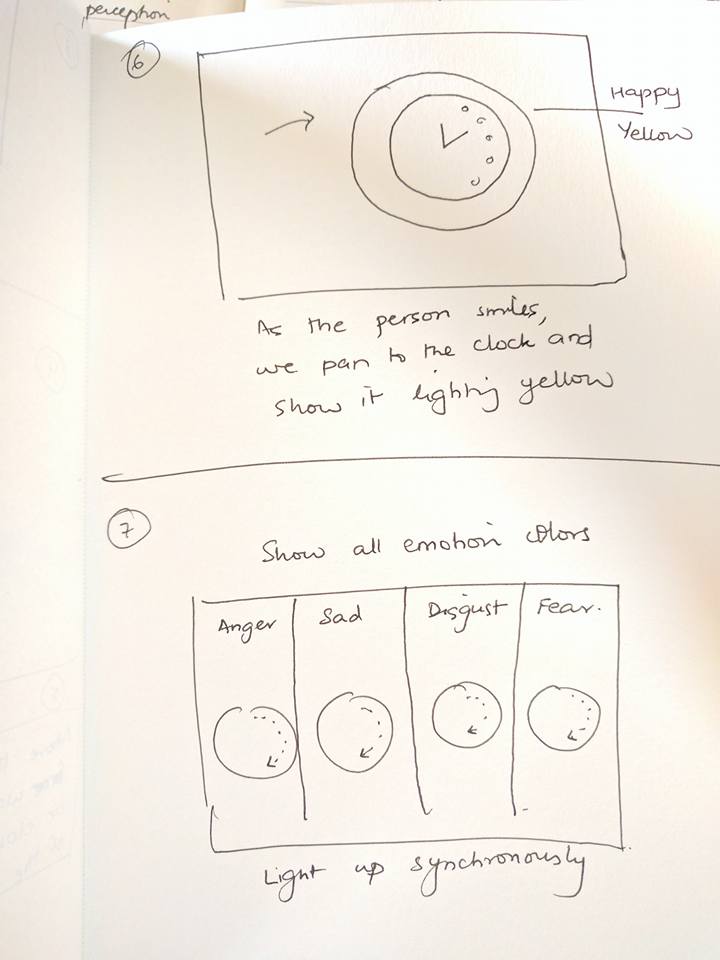 perception
6
Happy
Yellow
As the person smiles,
we pan to the clock and
show it lighting yellow
7
Show all emotion colors
Anger Sad Disgust Fear.
Light up synchronously